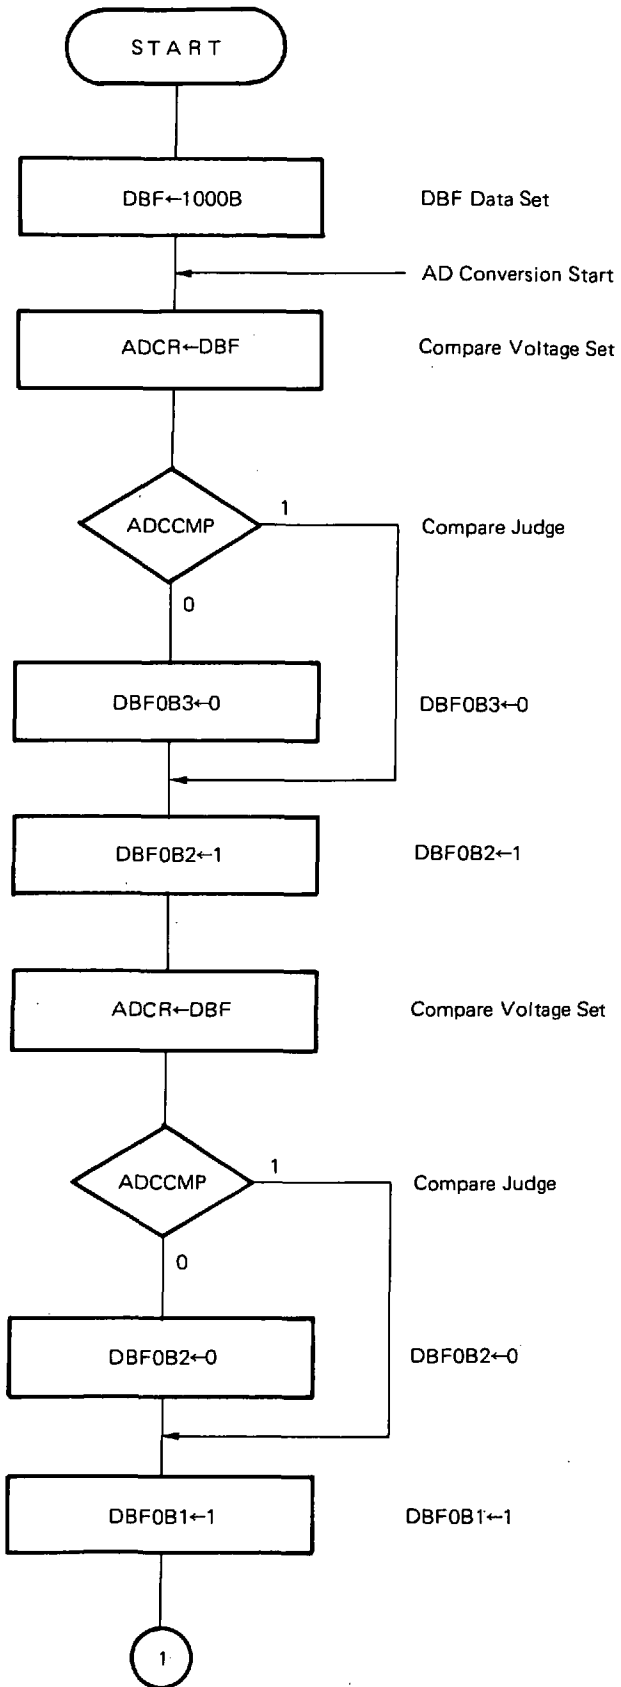 START
DBF←1000B
DBF Data Set
AD Conversion Start
ADCR←DBF
Compare Voltage Set
ADCCMP
1
Compare Judge
0
DBF0B3←0
DBF0B3←0
DBF0B2←1
DBF0B2←1
ADCR←DBF
Compare Voltage Set
ADCCMP
1
Compare Judge
0
DBF0B2←0
DBF0B2←0
DBF0B1←1
DBF0B1←1
1